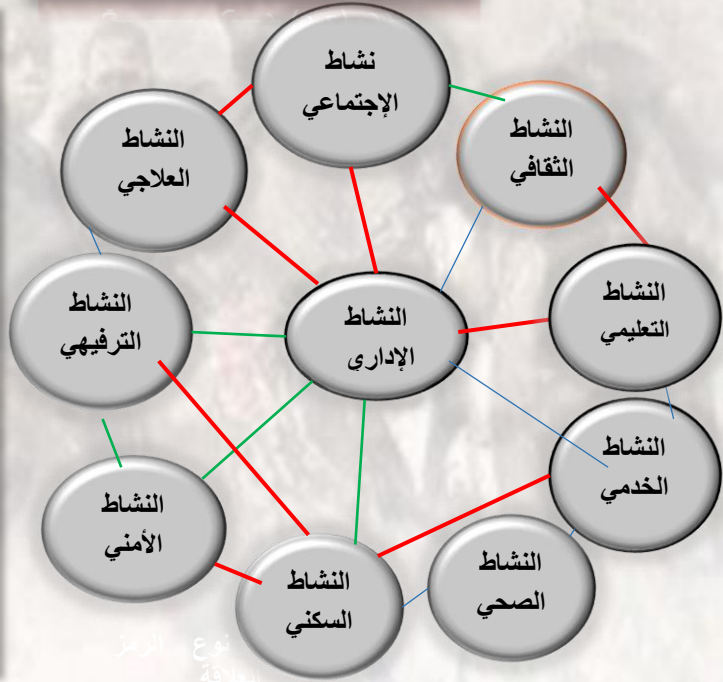 نشاط
الإجتماعي
النشاط
الثقافي
النشاط
العلاجي
النشاط
التعليمي
النشاط
الترفيهي
النشاط
الإداري
النشاط
الخدمي
النشاط
الأمني
النشاط
الصحي
النشاط
السكني
نوع الرمز